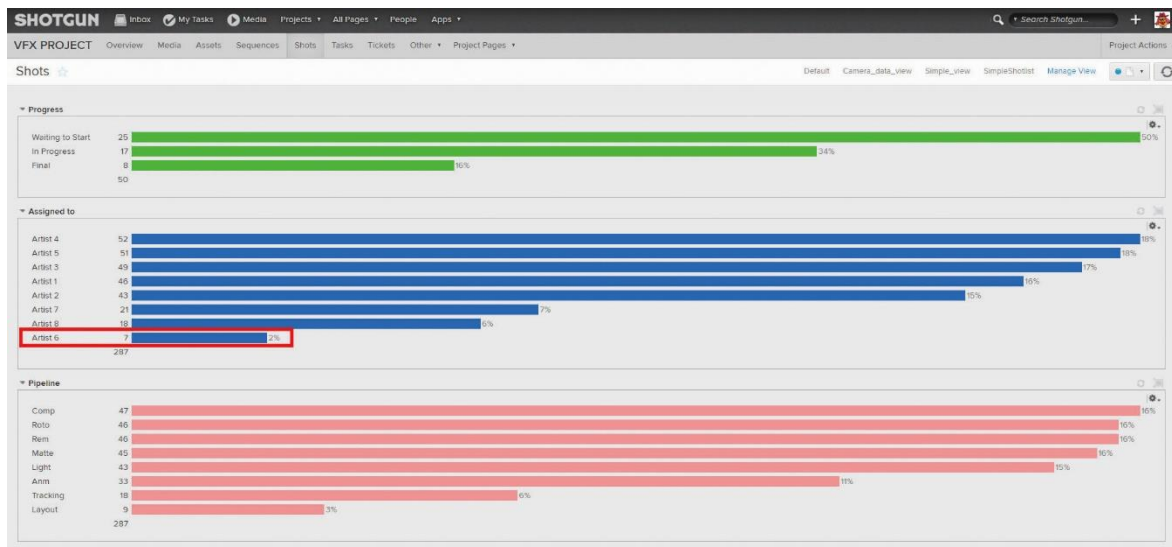 SHOTGUN Inbox My Tasks Media Projects All Pages People Apps Search Shotgun... +
VFX PROJECT Overview Media Assets Sequences Shots Tasks Tickets Other Project Pages Project Actions
Shots Default Camera_data_view Simple_view SimpleShotlist Manage View
Progress
Waiting to Start 25 50%
In Progress 17 34%
Final 8 16%
50
Assigned to
Artist 4 52 18%
Artist 5 51 18%
Artist 3 49 17%
Artist 1 46 16%
Artist 2 43 15%
Artist 7 21 7%
Artist 8 18 6%
Artist 6 7 2%
287
Pipeline
Comp 47 16%
Roto 46 16%
Rem 46 16%
Matte 45 16%
Light 43 15%
Anm 33 11%
Tracking 18 6%
Layout 9 3%
287